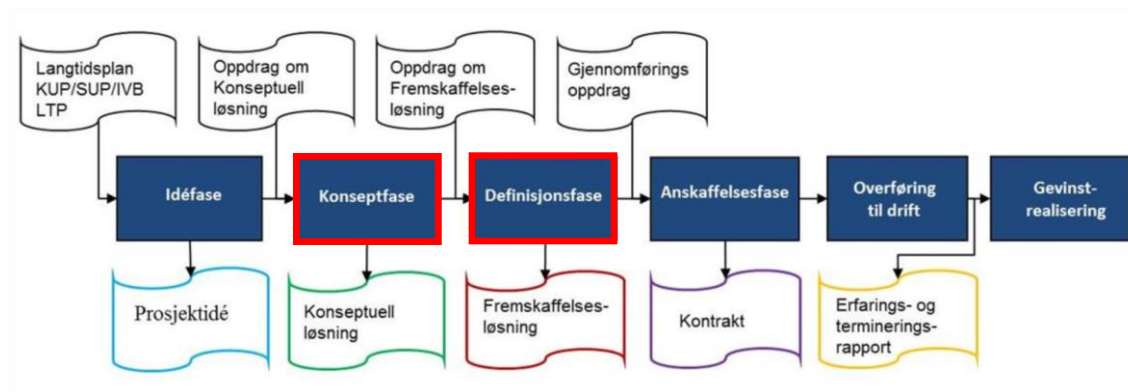 Langtidsplan
KUP/SUP/IVB
LTP
Oppdrag om
Konseptuell
løsning
Oppdrag om
Fremskaffelses-
løsning
Gjennomførings
oppdrag
Idéfase
Konseptfase
Definisjonsfase
Anskaffelsesfase
Overføring
til drift
Gevinst-
realisering
Prosjektidé
Konseptuell
løsning
Fremskaffelses-
løsning
Kontrakt
Erfarings- og
terminerings-
rapport